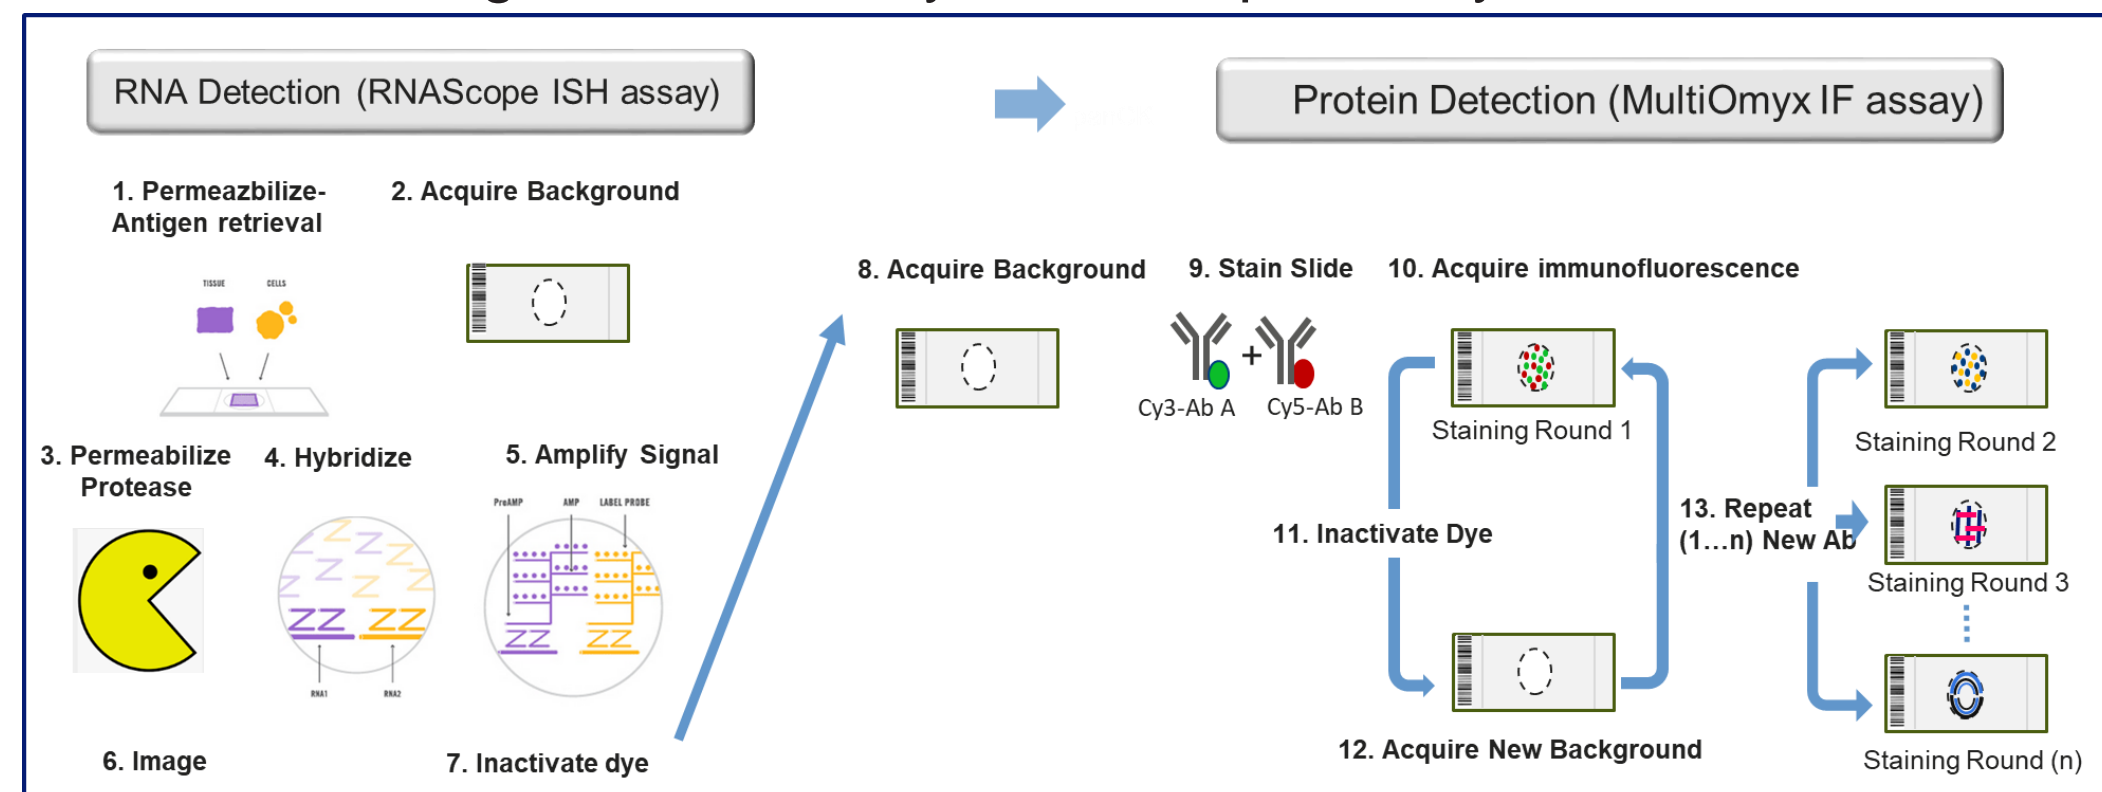 RNA Detection (RNAScope ISH assay)
Protein Detection (MultiOmyx IF assay)
1. Permeazbilize-
Antigen retrieval
2. Acquire Background
TISSUE
CELLS
3. Permeabilize
Protease
4. Hybridize
RNA1
RNA2
5. Amplify Signal
PreAMP
AMP
LABEL PROBE
6. Image
7. Inactivate dye
8. Acquire Background
9. Stain Slide
+
Cy3-Ab A
Cy5-Ab B
10. Acquire immunofluorescence
Staining Round 1
11. Inactivate Dye
12. Acquire New Background
13. Repeat
(1...n) New Ab
Staining Round 2
Staining Round 3
Staining Round (n)